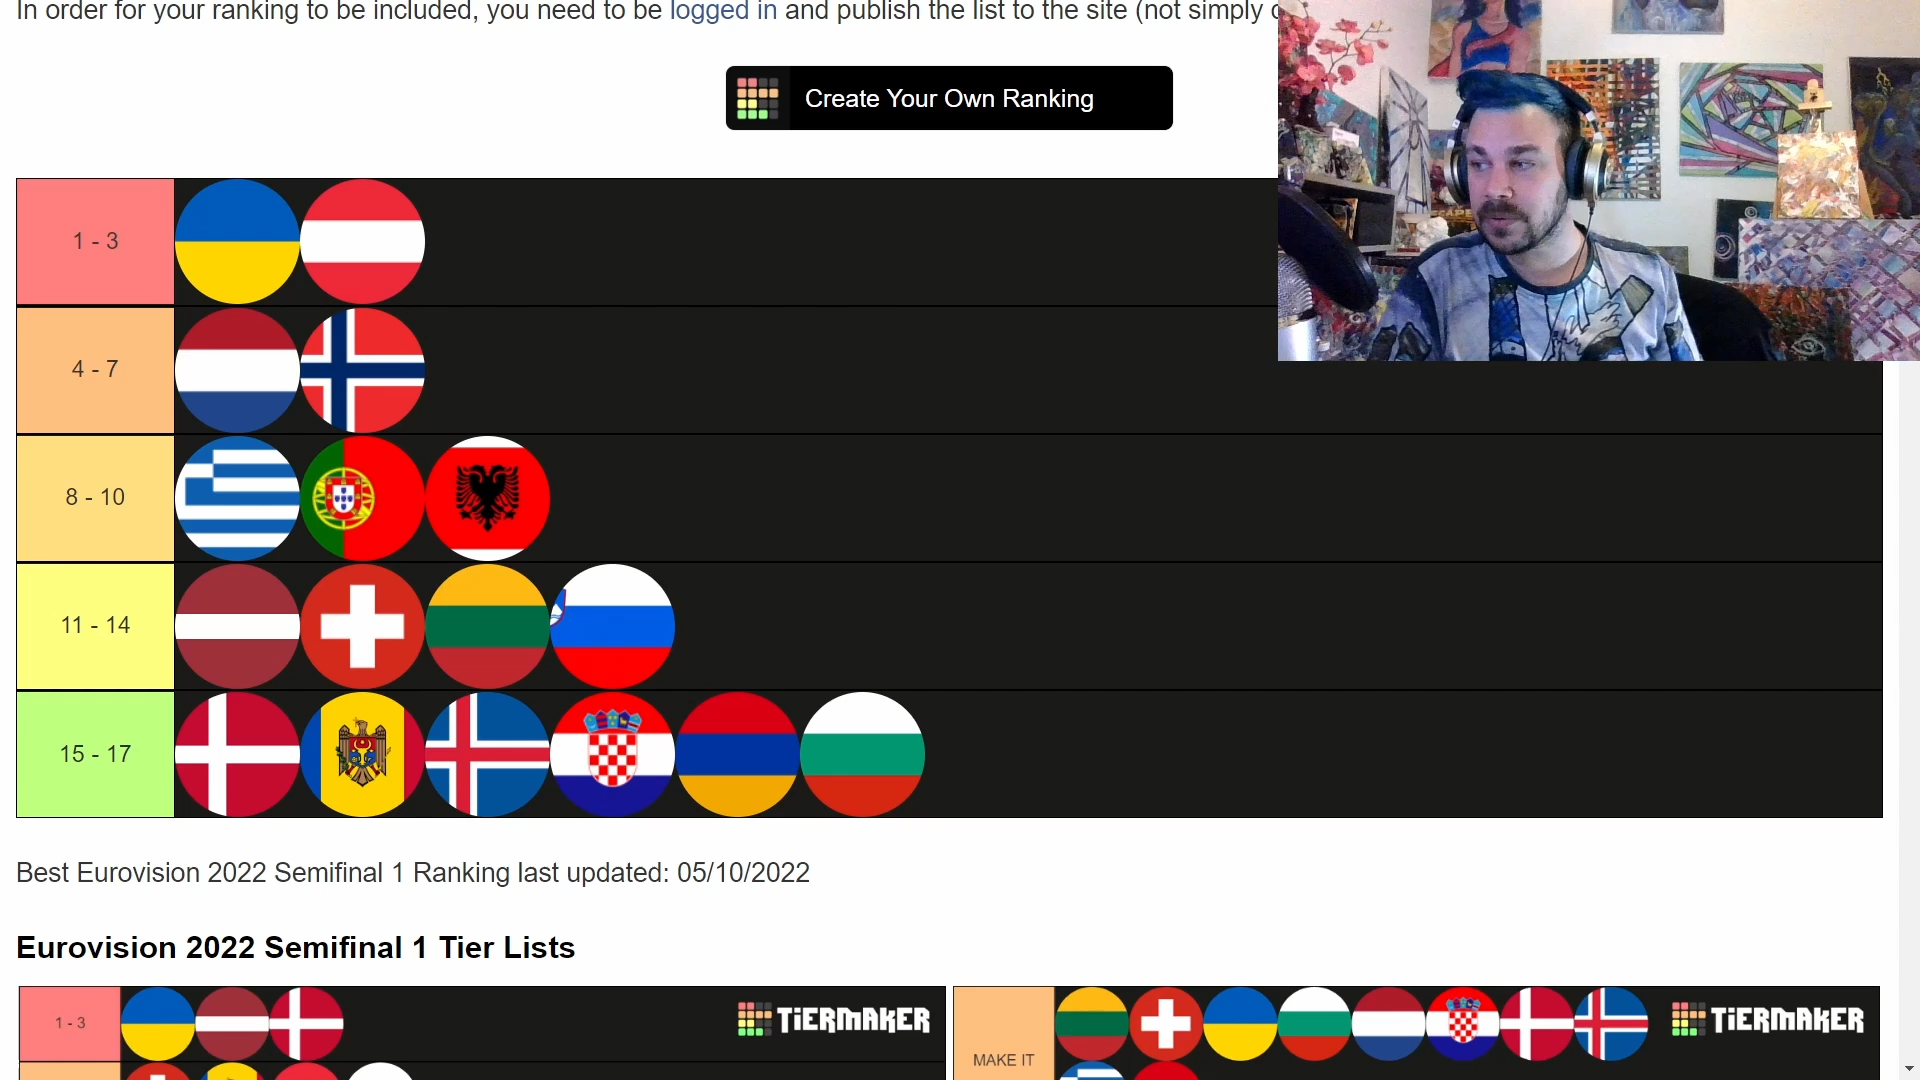 In order for your ranking to be included, you need to be logged in and publish the list to the site (not simply
Create Your Own Ranking
1 - 3
4 - 7
8 - 10
11 - 14
15 - 17
Best Eurovision 2022 Semifinal 1 Ranking last updated: 05/10/2022
Eurovision 2022 Semifinal 1 Tier Lists
1 - 3
TiERMAKER
MAKE IT
TiERMAKER